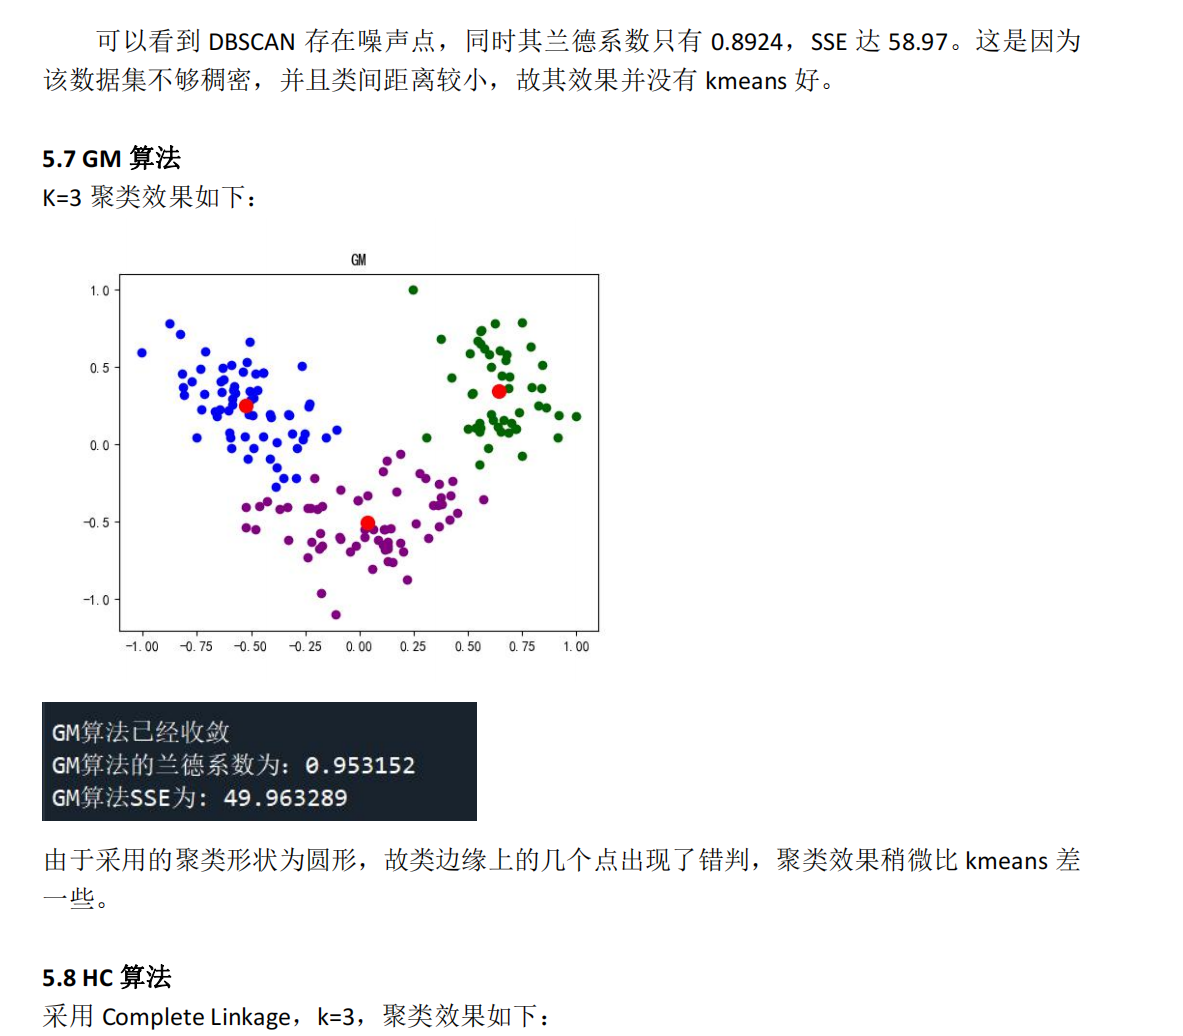 可以看到 DBSCAN 存在噪声点，同时其兰德系数只有 0.8924，SSE 达 58.97。这是因为
该数据集不够稠密，并且类间距离较小，故其效果并没有 kmeans 好。
5.7 GM 算法
K=3 聚类效果如下：
GM
1.0
0.5
0.0
-0.5
-1.0
-1.00 -0.75 -0.50 -0.25 0.00 0.25 0.50 0.75 1.00
GM算法已经收敛
GM算法的兰德系数为: 0.953152
GM算法SSE为: 49.963289
由于采用的聚类形状为圆形，故类边缘上的几个点出现了错判，聚类效果稍微比 kmeans 差
一些。
5.8 HC 算法
采用 Complete Linkage，k=3，聚类效果如下：